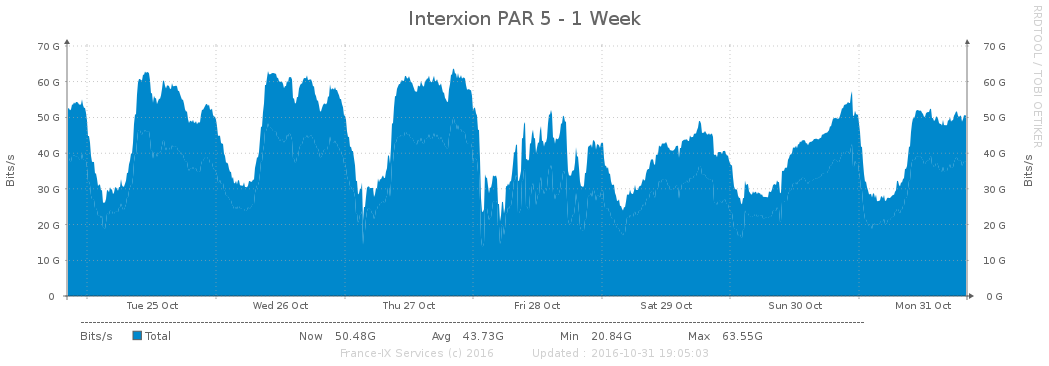 Interxion PAR 5 - 1 Week
RRDTOOL / TOBI OETIKER
Bits/s
70 G
60 G
50 G
40 G
30 G
20 G
10 G
0
70 G
60 G
50 G
40 G
30 G
20 G
10 G
0 G
Bits/s
Tue 25 Oct Wed 26 Oct Thu 27 Oct Fri 28 Oct Sat 29 Oct Sun 30 Oct Mon 31 Oct
Bits/s Total Now 50.48G Avg 43.73G Min 20.84G Max 63.55G
France-IX Services (c) 2016 Updated : 2016-10-31 19:05:03